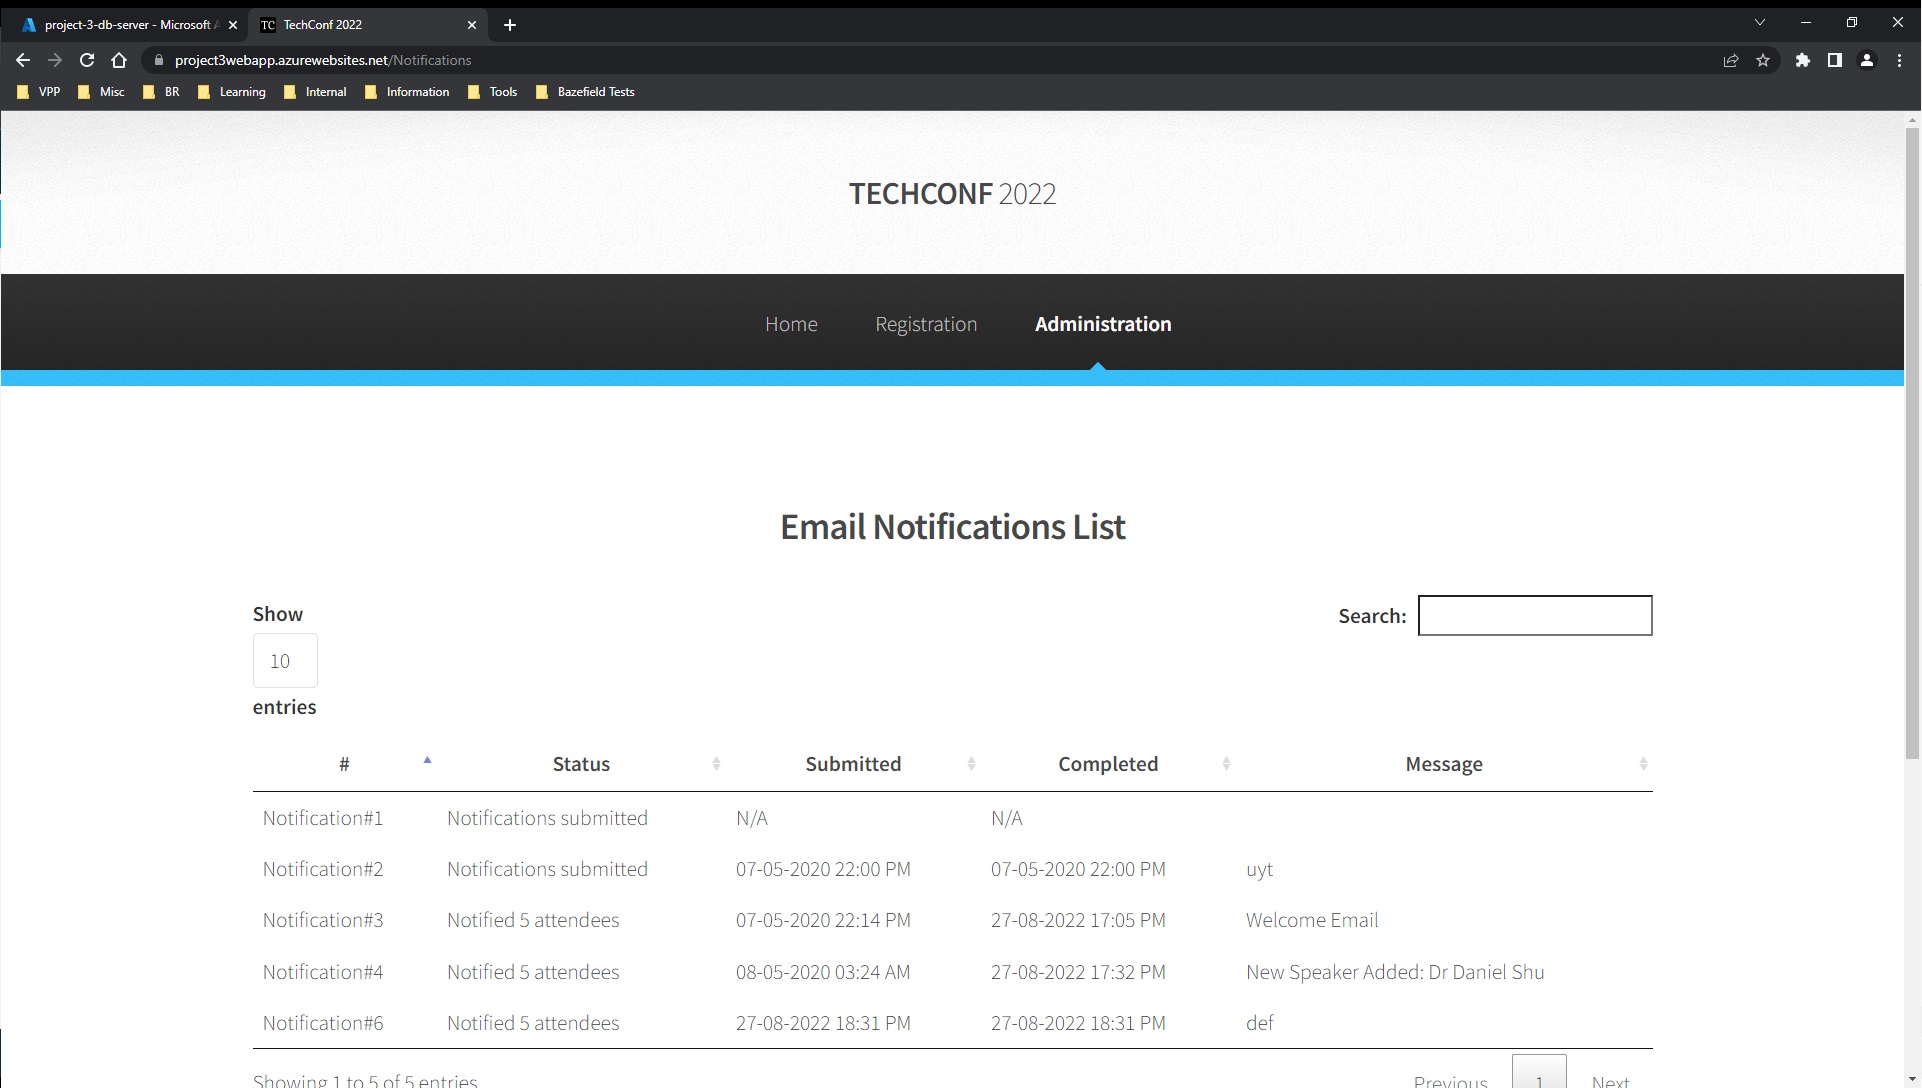 project-3-db-server - Microsoft A
TC TechConf 2022
project3webapp.azurewebsites.net/Notifications
VPP Misc BR Learning Internal Information Tools Bazefield Tests
TECHCONF 2022
Home Registration Administration
Email Notifications List
Show
10
entries
Search:
# Status Submitted Completed Message
Notification#1 Notifications submitted N/A N/A
Notification#2 Notifications submitted 07-05-2020 22:00 PM 07-05-2020 22:00 PM uyt
Notification#3 Notified 5 attendees 07-05-2020 22:14 PM 27-08-2022 17:05 PM Welcome Email
Notification#4 Notified 5 attendees 08-05-2020 03:24 AM 27-08-2022 17:32 PM New Speaker Added: Dr Daniel Shu
Notification#6 Notified 5 attendees 27-08-2022 18:31 PM 27-08-2022 18:31 PM def
Showing 1 to 5 of 5 entries
Previous 1 Next